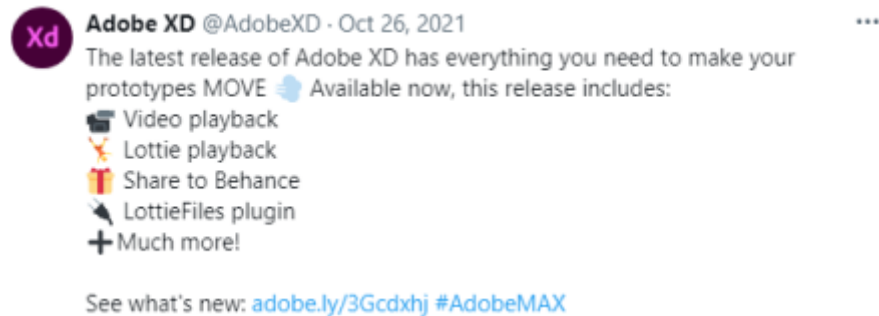 Xd Adobe XD @AdobeXD · Oct 26, 2021 ...
The latest release of Adobe XD has everything you need to make your
prototypes MOVE 💨 Available now, this release includes:
📹 Video playback
🤸 Lottie playback
🎁 Share to Behance
🔌 LottieFiles plugin
➕Much more!
See what's new: adobe.ly/3Gcdxhj #AdobeMAX